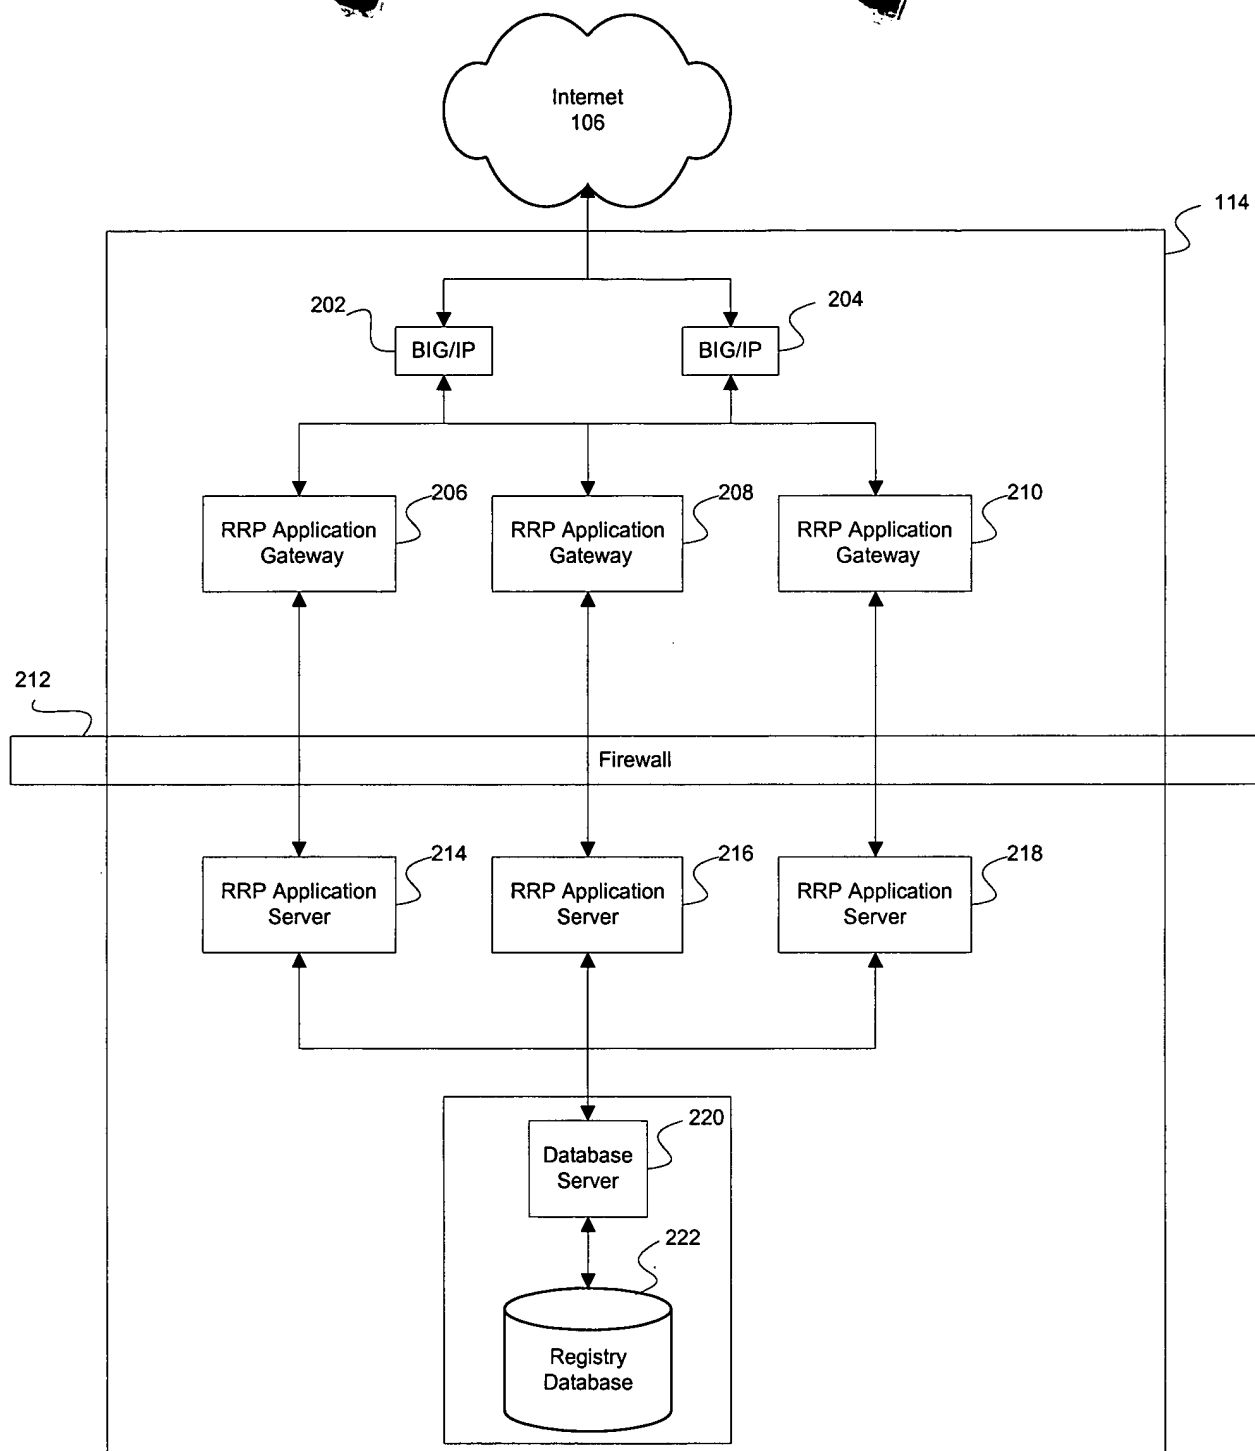 Internet
106
114
202
204
BIG/IP
BIG/IP
206
208
210
RRP Application
Gateway
RRP Application
Gateway
RRP Application
Gateway
212
Firewall
214
216
218
RRP Application
Server
RRP Application
Server
RRP Application
Server
220
Database
Server
222
Registry
Database